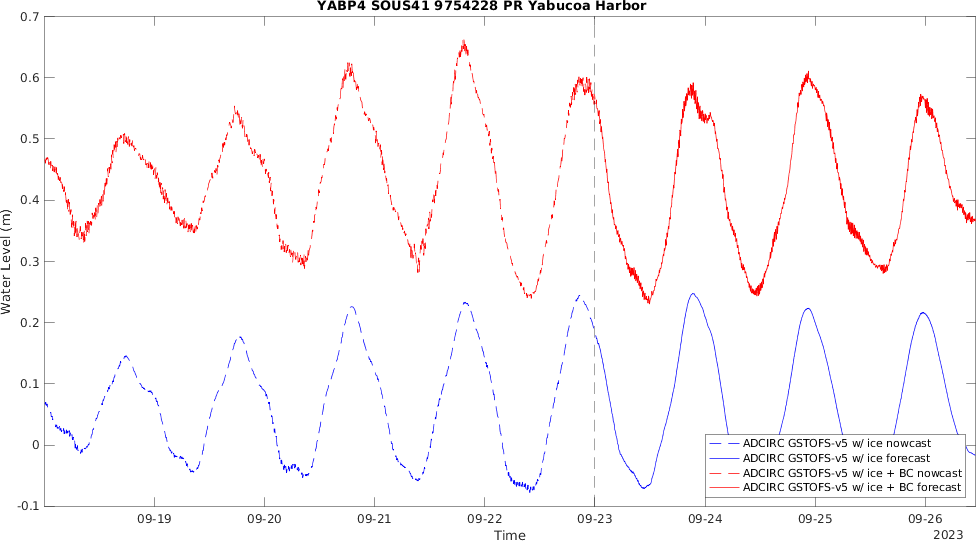 YABP4 SOUS41 9754228 PR Yabucoa Harbor
0.7
0.6
0.5
0.4
0.3
0.2
0.1
0
-0.1
Water Level (m)
ADCIRC GSTOFS-v5 w/ ice nowcast
ADCIRC GSTOFS-v5 w/ ice forecast
ADCIRC GSTOFS-v5 w/ ice + BC nowcast
ADCIRC GSTOFS-v5 w/ ice + BC forecast
09-19 09-20 09-21 09-22 09-23 09-24 09-25 09-26
Time
2023